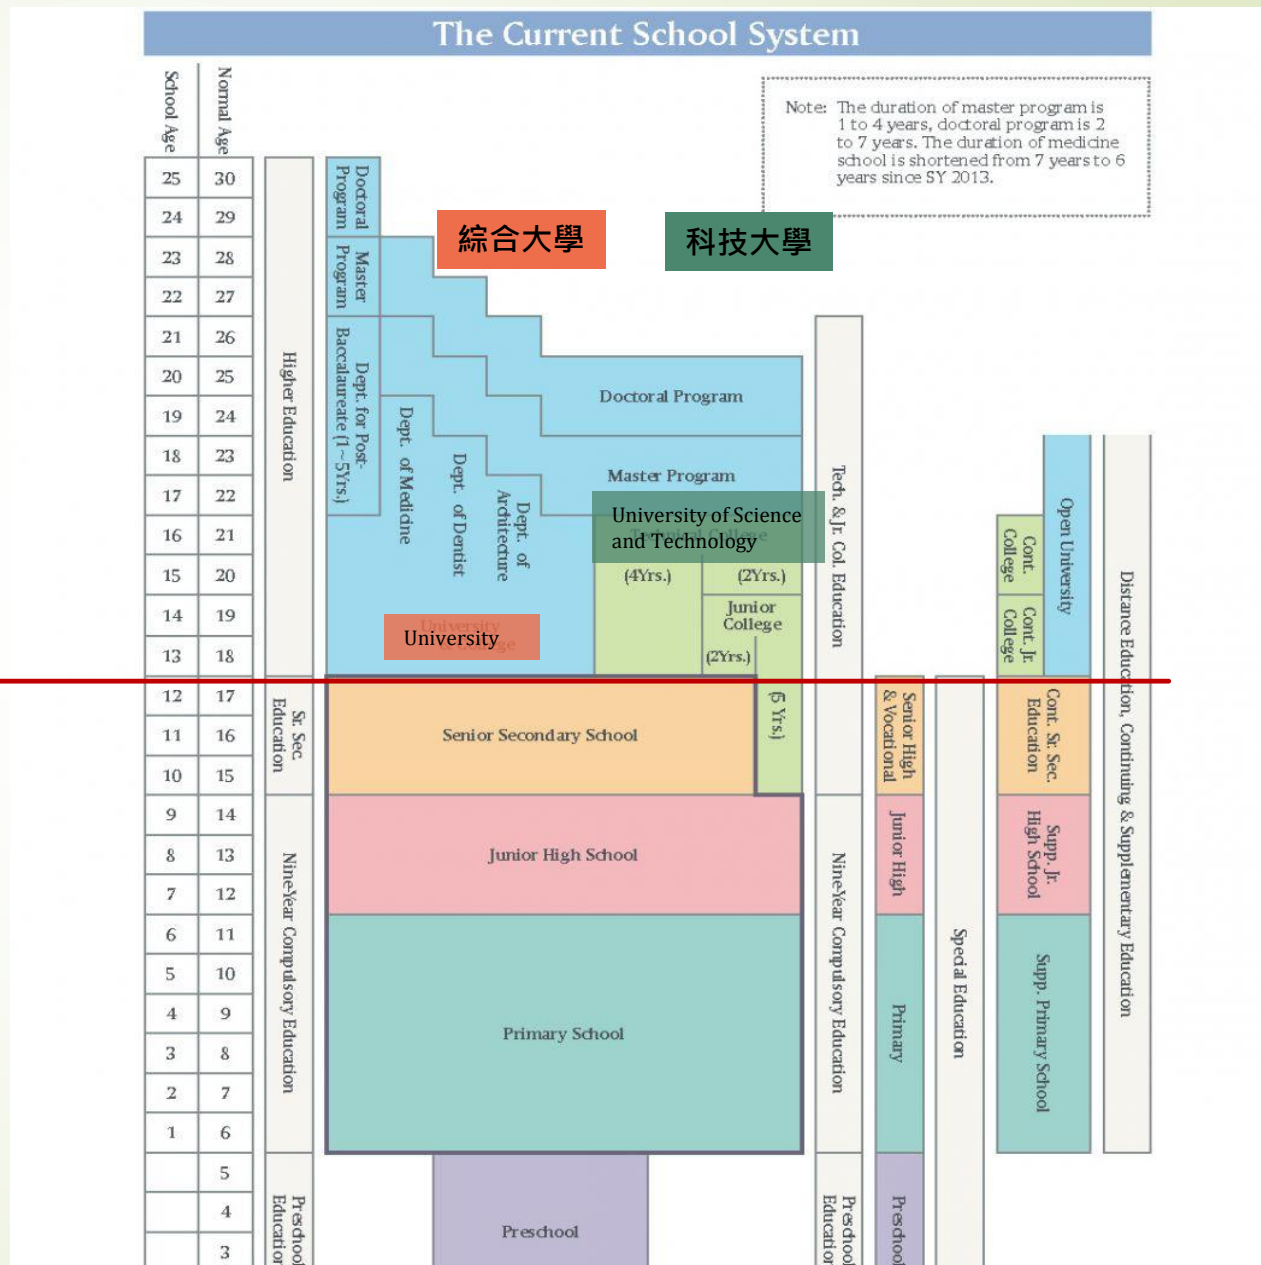 The Current School System
School Age
Normal Age
Note: The duration of master program is
1 to 4 years, doctoral program is 2
to 7 years. The duration of medicine
school is shortened from 7 years to 6
years since SY 2013.
綜合大學
科技大學
25 30
24 29
23 28
22 27
21 26
20 25
19 24
18 23
17 22
16 21
15 20
14 19
13 18
12 17
11 16
10 15
9 14
8 13
7 12
6 11
5 10
4 9
3 8
2 7
1 6
5
4
3
Higher Education
Sr. Sec.
Education
Nine-Year Compulsory Education
Preschool
Education
Doctoral
Program
Master
Program
Dept. for Post-
Baccalaureate (1~5Yrs.)
Dept. of Medicine
Dept. of Dentist
Dept. of
Architecture
Doctoral Program
Master Program
University of Science
and Technology
Technical College
(4Yrs.)
(2Yrs.)
Junior
College
(2Yrs.)
(5 Yrs.)
University
University
& College
Senior Secondary School
Junior High School
Primary School
Preschool
Tech. & Jr. Col. Education
Nine-Year Compulsory Education
Preschool
Education
Senior High
& Vocational
Junior High
Primary
Preschool
Special Education
Open University
Cont.
College
Cont. Jr.
College
Cont. Sr. Sec.
Education
Supp. Jr.
High School
Supp. Primary School
Distance Education, Continuing & Supplementary Education